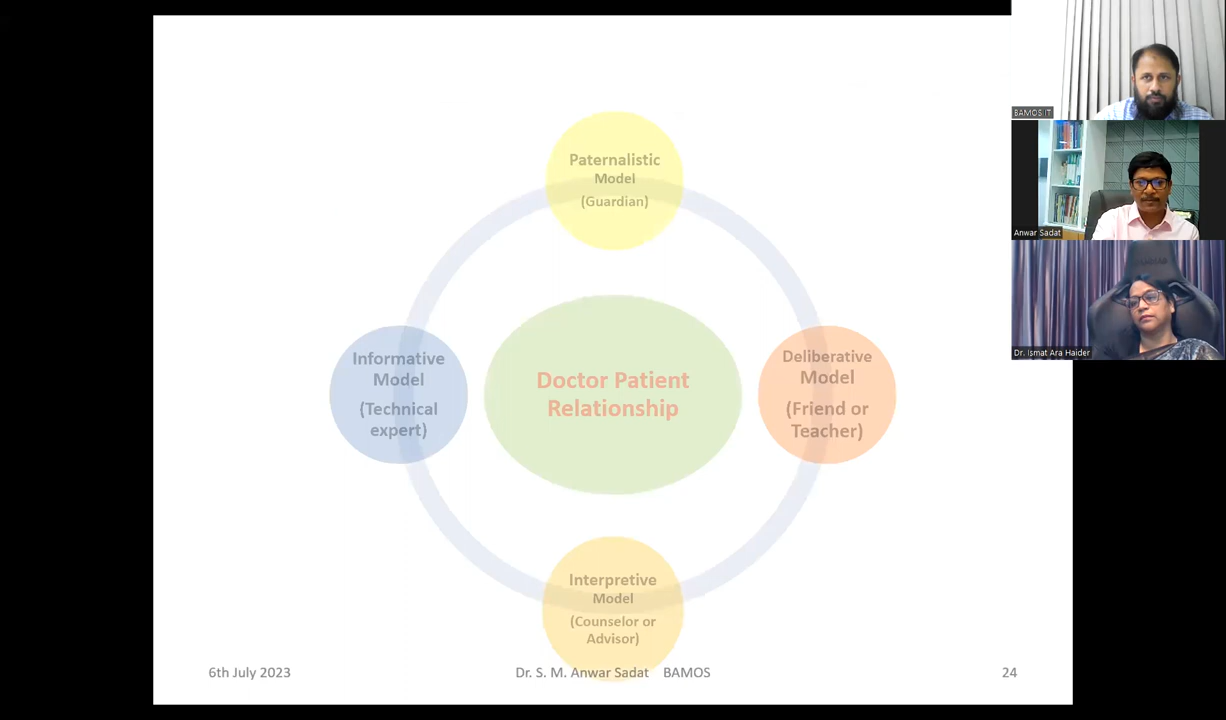 Paternalistic
Model
(Guardian)
Informative
Model
(Technical
expert)
Doctor Patient
Relationship
Deliberative
Model
(Friend or
Teacher)
Interpretive
Model
(Counselor or
Advisor)
6th July 2023
Dr. S. M. Anwar Sadat BAMOS
24
BAMOS IT
Anwar Sadat
Dr. Ismat Ara Haider